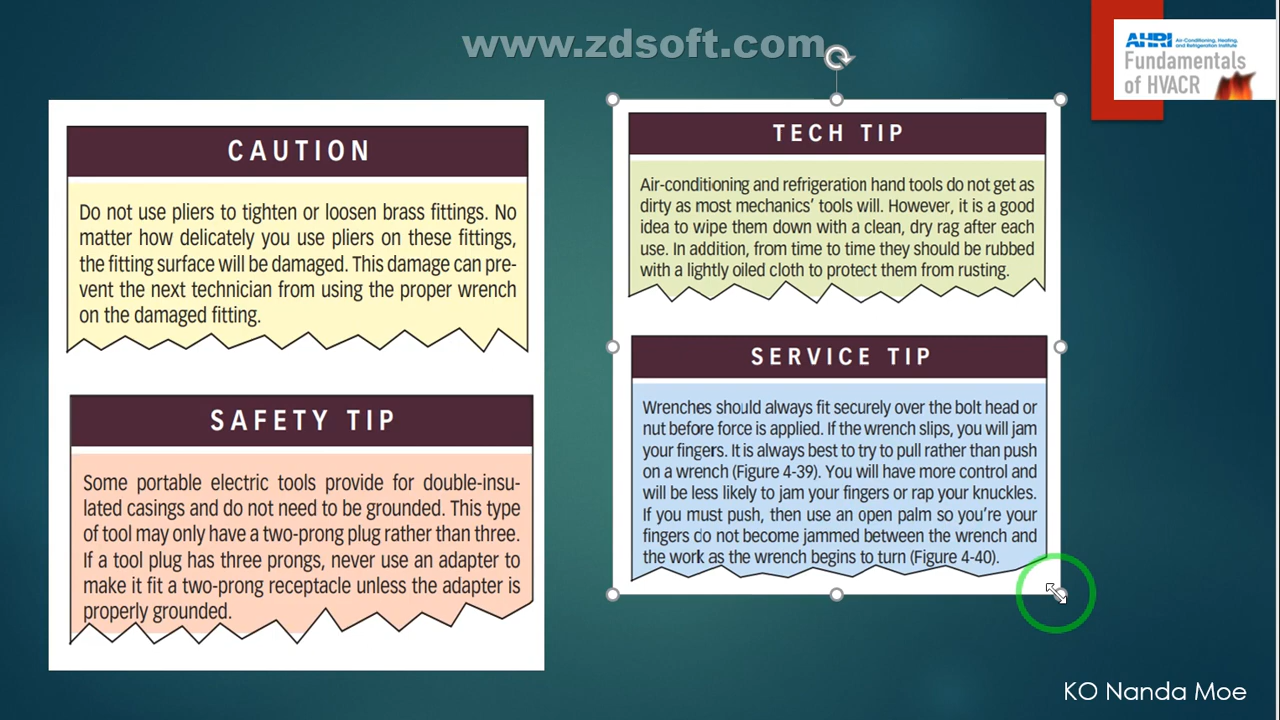 www.zdsoft.com
AHRI Air-Conditioning, Heating,
and Refrigeration Institute
Fundamentals
of HVACR
CAUTION
Do not use pliers to tighten or loosen brass fittings. No
matter how delicately you use pliers on these fittings,
the fitting surface will be damaged. This damage can pre-
vent the next technician from using the proper wrench
on the damaged fitting.
SAFETY TIP
Some portable electric tools provide for double-insu-
lated casings and do not need to be grounded. This type
of tool may only have a two-prong plug rather than three.
If a tool plug has three prongs, never use an adapter to
make it fit a two-prong receptacle unless the adapter is
properly grounded.
TECH TIP
Air-conditioning and refrigeration hand tools do not get as
dirty as most mechanics' tools will. However, it is a good
idea to wipe them down with a clean, dry rag after each
use. In addition, from time to time they should be rubbed
with a lightly oiled cloth to protect them from rusting.
SERVICE TIP
Wrenches should always fit securely over the bolt head or
nut before force is applied. If the wrench slips, you will jam
your fingers. It is always best to try to pull rather than push
on a wrench (Figure 4-39). You will have more control and
will be less likely to jam your fingers or rap your knuckles.
If you must push, then use an open palm so you're your
fingers do not become jammed between the wrench and
the work as the wrench begins to turn (Figure 4-40).
KO Nanda Moe